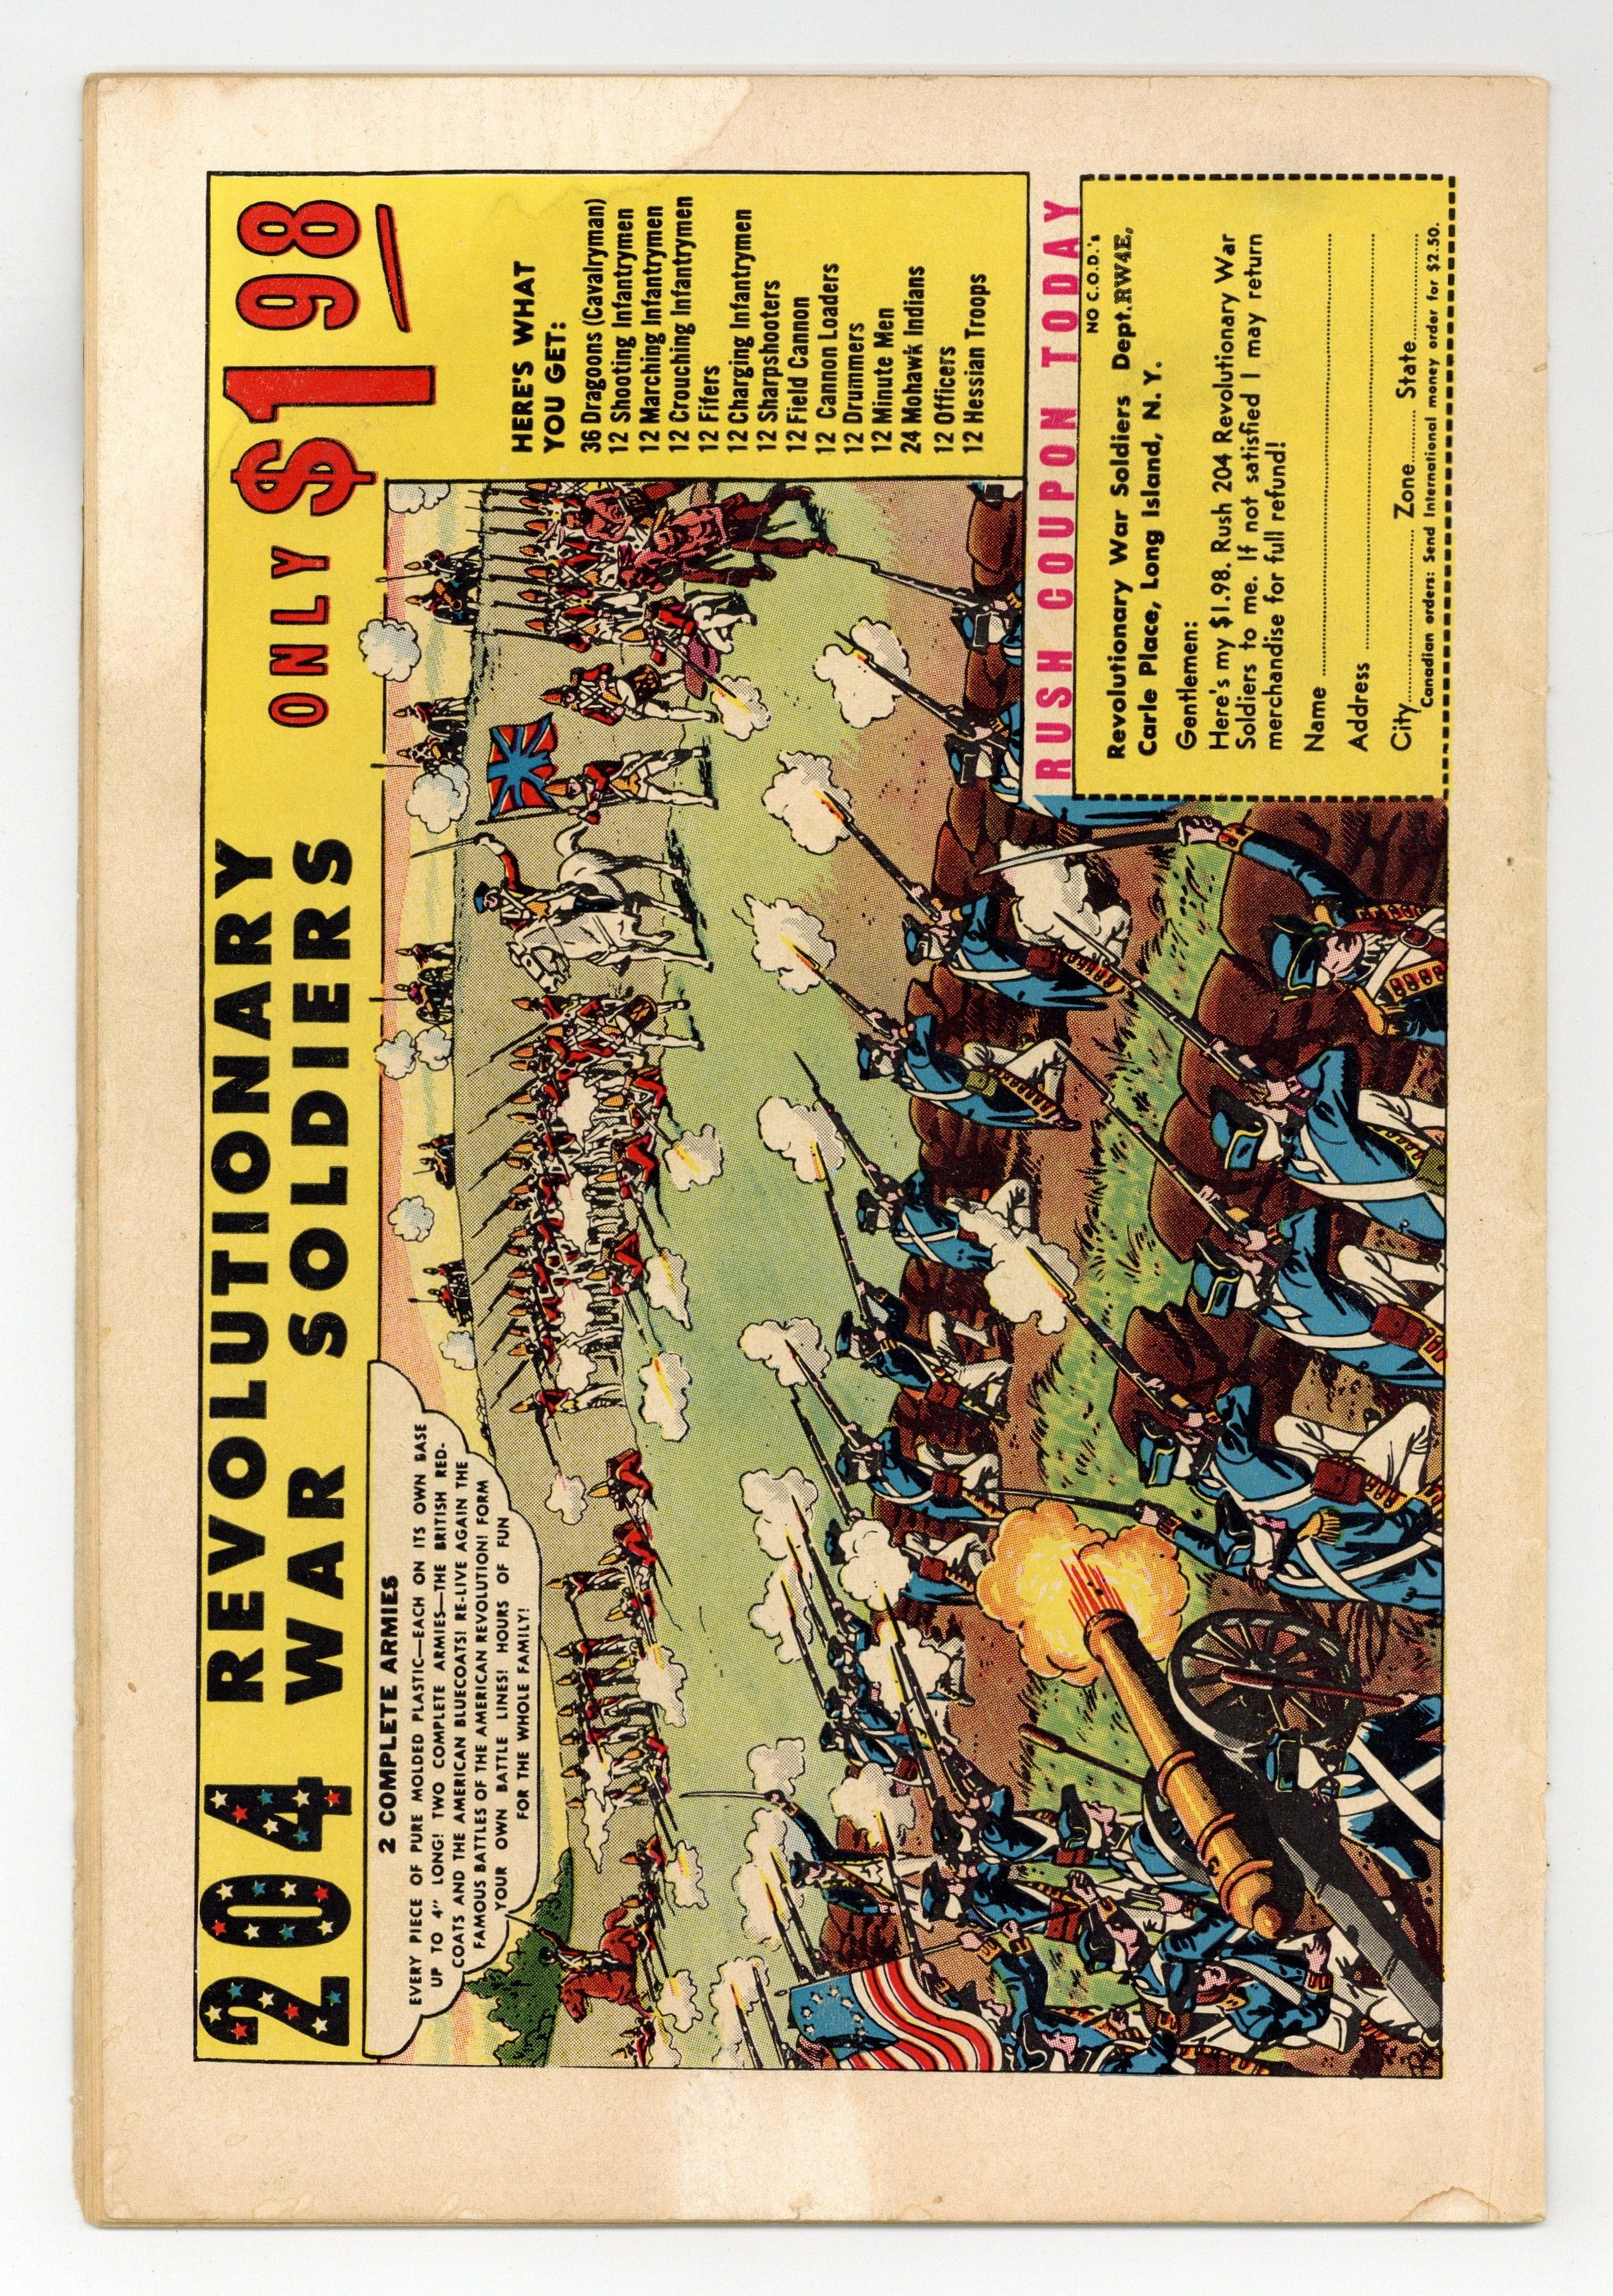 204 REVOLUTIONARY
WAR SOLDIERS ONLY $1 98
2 COMPLETE ARMIES
EVERY PIECE OF PURE MOLDED PLASTIC—EACH ON ITS OWN BASE
UP TO 4" LONG! TWO COMPLETE ARMIES—THE BRITISH RED-
COATS AND THE AMERICAN BLUECOATS! RE-LIVE AGAIN THE
FAMOUS BATTLES OF THE AMERICAN REVOLUTION! FORM
YOUR OWN BATTLE LINES! HOURS OF FUN
FOR THE WHOLE FAMILY!
HERE'S WHAT
YOU GET:
36 Dragoons (Cavalryman)
12 Shooting Infantrymen
12 Marching Infantrymen
12 Crouching Infantrymen
12 Fifers
12 Charging Infantrymen
12 Sharpshooters
12 Field Cannon
12 Cannon Loaders
12 Drummers
12 Minute Men
24 Mohawk Indians
12 Officers
12 Hessian Troops
RUSH COUPON TODAY
NO C.O.D.'s
Revolutionary War Soldiers Dept.RW4E,
Carle Place, Long Island, N. Y.
Gentlemen:
Here's my $1.98. Rush 204 Revolutionary War
Soldiers to me. If not satisfied I may return
merchandise for full refund!
Name
Address
City Zone State
Canadian orders: Send International money order for $2.50.